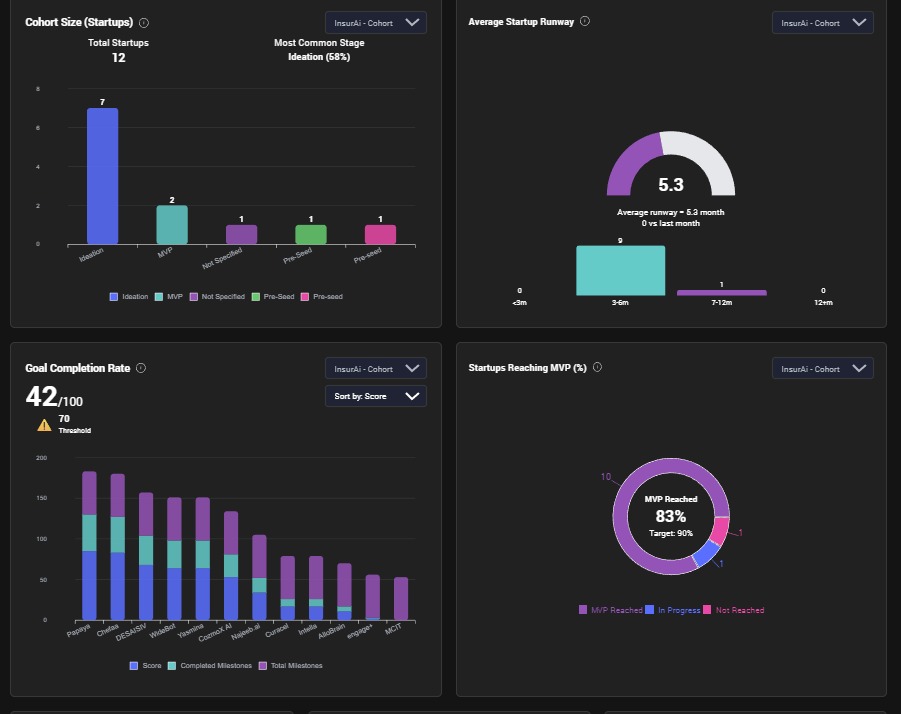 Cohort Size (Startups)
InsurAi - Cohort
Total Startups
12
Most Common Stage
Ideation (58%)
8
6
4
2
0
7
2
1
1
1
Ideation
MVP
Not Specified
Pre-Seed
Pre-seed
Ideation
MVP
Not Specified
Pre-Seed
Pre-seed
Average Startup Runway
InsurAi - Cohort
5.3
Average runway = 5.3 month
0 vs last month
0
9
1
0
<3m
3-6m
7-12m
12+m
Goal Completion Rate
InsurAi - Cohort
42/100
Sort by: Score
70
Threshold
200
150
100
50
0
Papaya
Chefaa
DESAISIV
WideBot
Yasmina
CozmoX AI
Najeeb.ai
Curacel
Intella
AlloBrain
engage+
MCIT
Score
Completed Milestones
Total Milestones
Startups Reaching MVP (%)
InsurAi - Cohort
10
MVP Reached
83%
Target: 90%
1
1
MVP Reached
In Progress
Not Reached